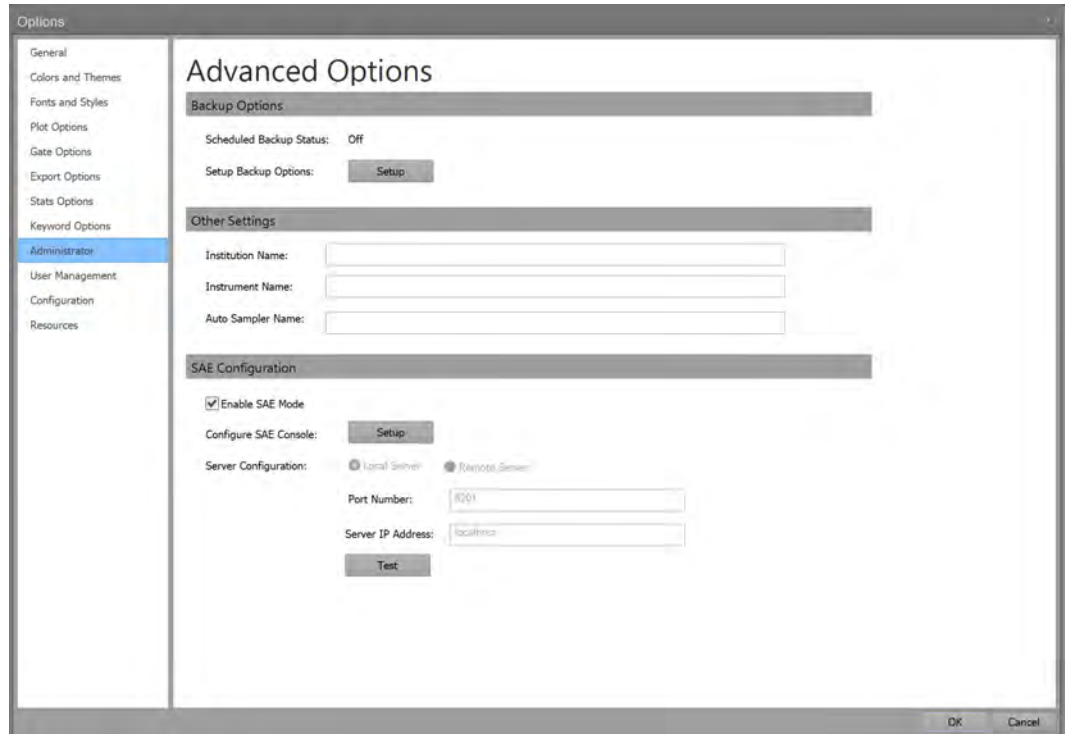 Options
General
Colors and Themes
Fonts and Styles
Plot Options
Gate Options
Export Options
Stats Options
Keyword Options
Administrator
User Management
Configuration
Resources
Advanced Options
Backup Options
Scheduled Backup Status: Off
Setup Backup Options: Setup
Other Settings
Institution Name:
Instrument Name:
Auto Sampler Name:
SAE Configuration
Enable SAE Mode
Configure SAE Console: Setup
Server Configuration: Local Server Remote Server
Port Number: 8201
Server IP Address: localhost
Test
OK Cancel